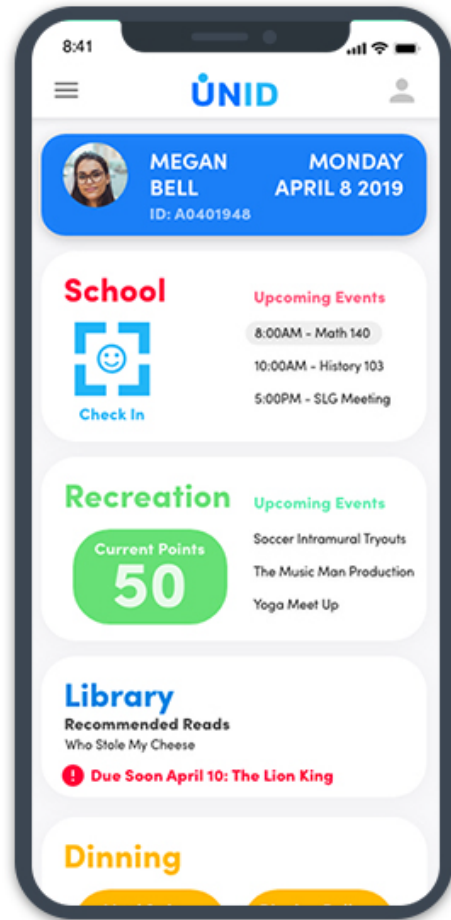 8:41
UNID
MEGAN
BELL
MONDAY
APRIL 8 2019
ID: A0401948
School
Check In
Upcoming Events
8:00AM - Math 140
10:00AM - History 103
5:00PM - SLG Meeting
Recreation
Current Points
50
Upcoming Events
Soccer Intramural Tryouts
The Music Man Production
Yoga Meet Up
Library
Recommended Reads
Who Stole My Cheese
! Due Soon April 10: The Lion King
Dinning